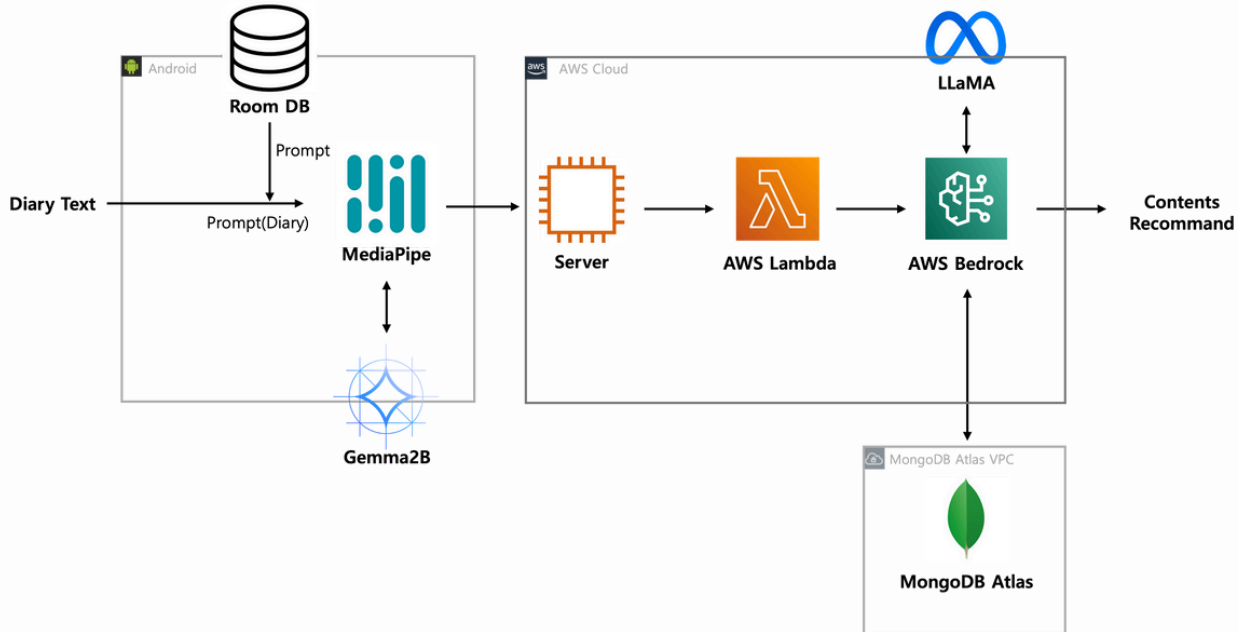 Android
Room DB
Prompt
Diary Text
Prompt(Diary)
MediaPipe
Gemma2B
aws
AWS Cloud
LLaMA
Server
AWS Lambda
AWS Bedrock
Contents
Recommand
MongoDB Atlas VPC
MongoDB Atlas